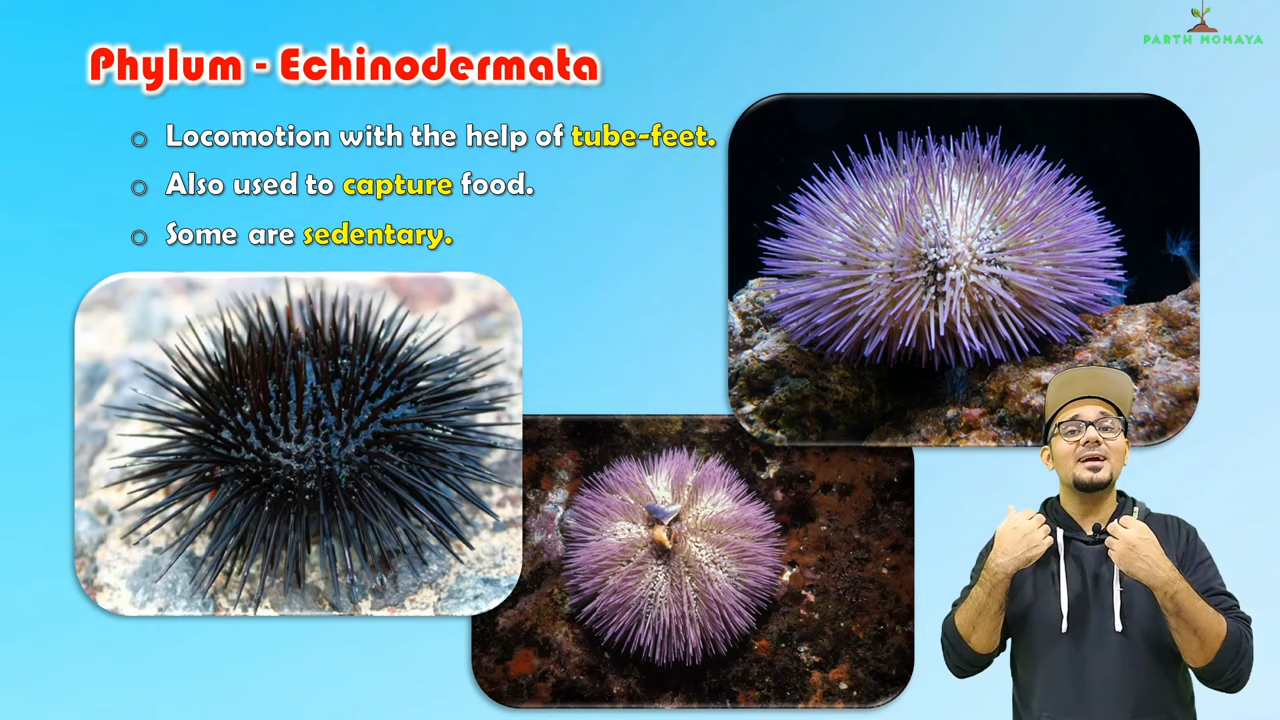 PARTH MOMAYA
Phylum - Echinodermata
Locomotion with the help of tube-feet.
Also used to capture food.
Some are sedentary.